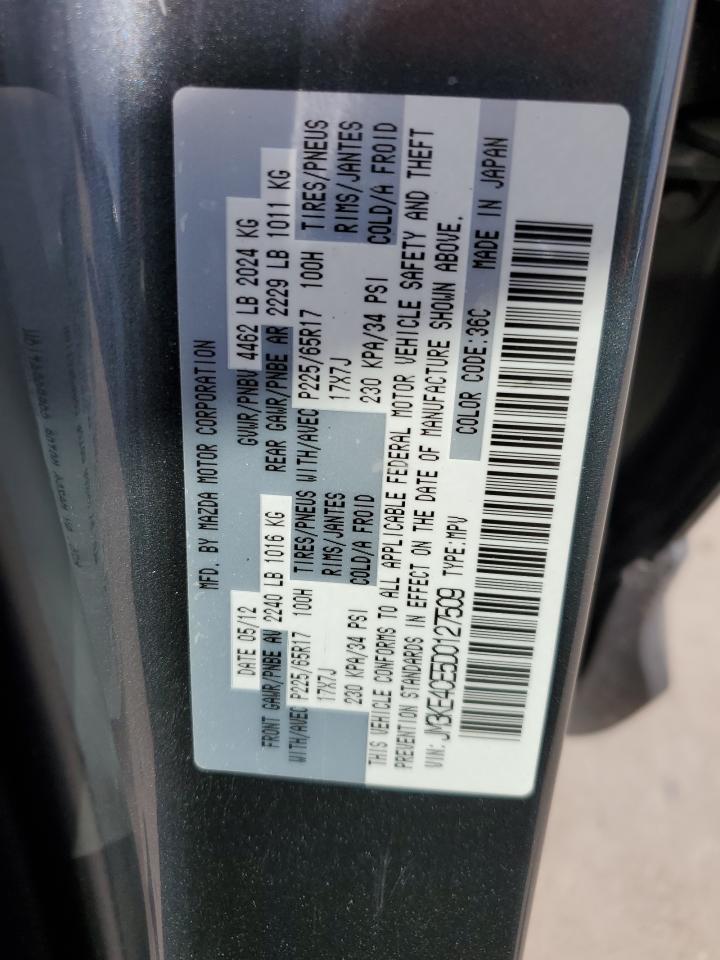 MFD. BY MAZDA MOTOR CORPORATION
DATE 05/12 GVWR/PNBV 4462 LB 2024 KG
FRONT GAWR/PNBE AV 2240 LB 1016 KG REAR GAWR/PNBE AR 2229 LB 1011 KG
WITH/AVEC P225/65R17 100H TIRES/PNEUS WITH/AVEC P225/65R17 100H TIRES/PNEUS
17X7J RIMS/JANTES 17X7J RIMS/JANTES
230 KPA/34 PSI COLD/A FROID 230 KPA/34 PSI COLD/A FROID
THIS VEHICLE CONFORMS TO ALL APPLICABLE FEDERAL MOTOR VEHICLE SAFETY AND THEFT
PREVENTION STANDARDS IN EFFECT ON THE DATE OF MANUFACTURE SHOWN ABOVE.
VIN: JM3KE4CE5D0127509 TYPE:MPV COLOR CODE:36C MADE IN JAPAN